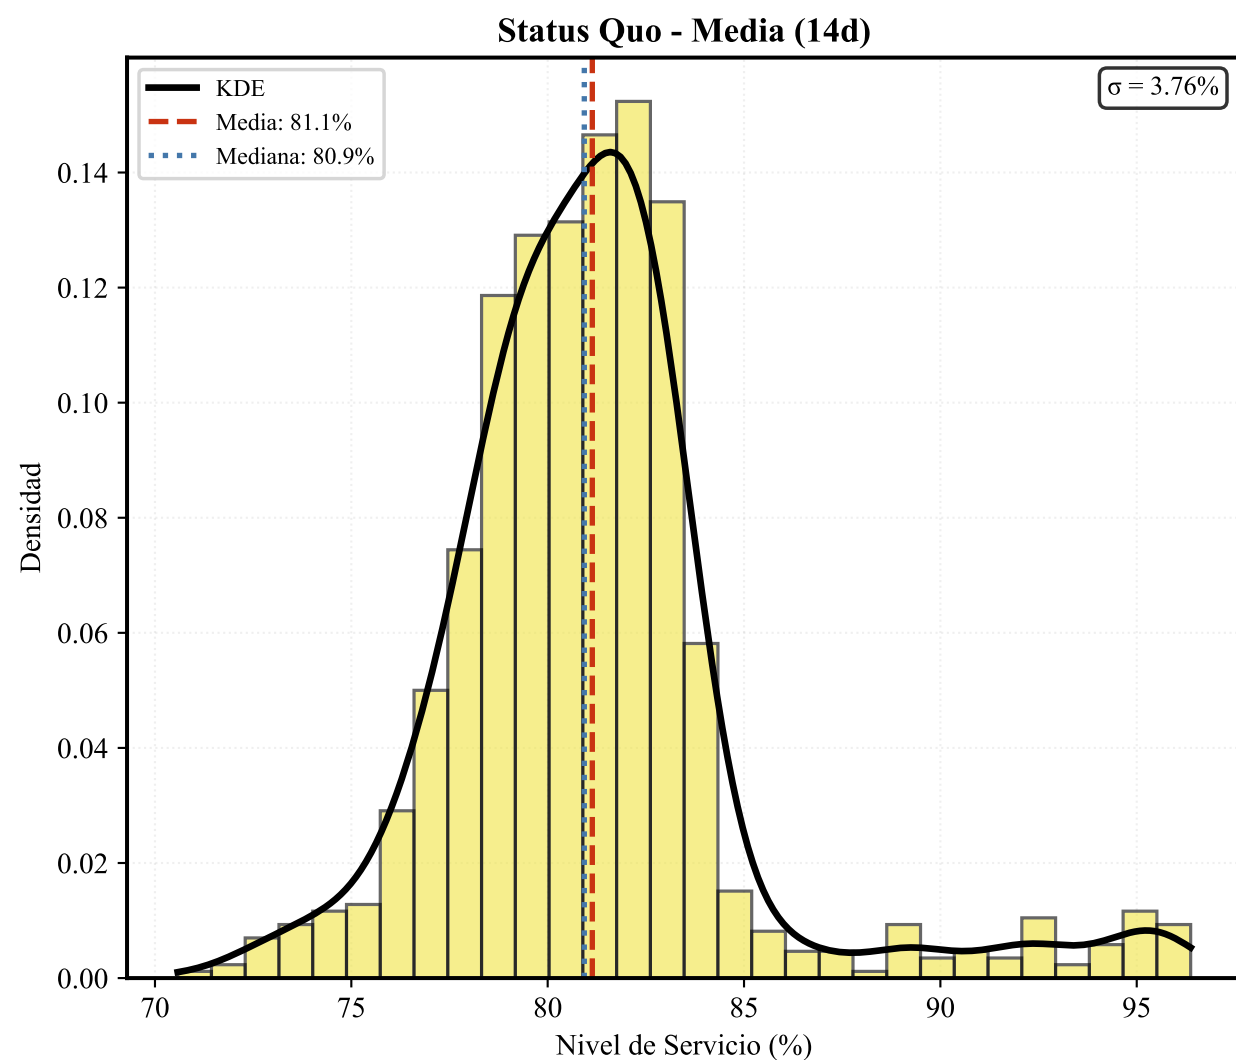 Status Quo - Media (14d)
KDE
Media: 81.1%
Mediana: 80.9%
σ = 3.76%
0.14
0.12
0.10
0.08
0.06
0.04
0.02
0.00
Densidad
70 75 80 85 90 95
Nivel de Servicio (%)